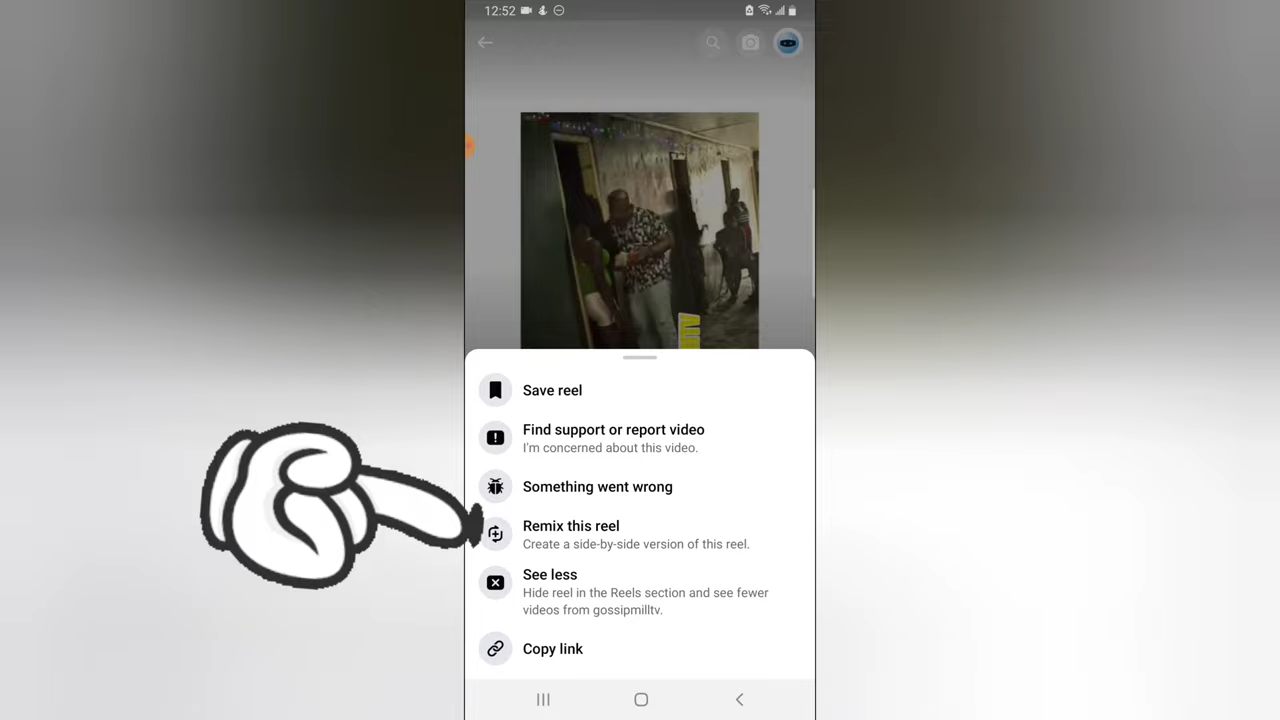 12:52
Save reel
Find support or report video
I'm concerned about this video.
Something went wrong
Remix this reel
Create a side-by-side version of this reel.
See less
Hide reel in the Reels section and see fewer
videos from gossipmilltv.
Copy link